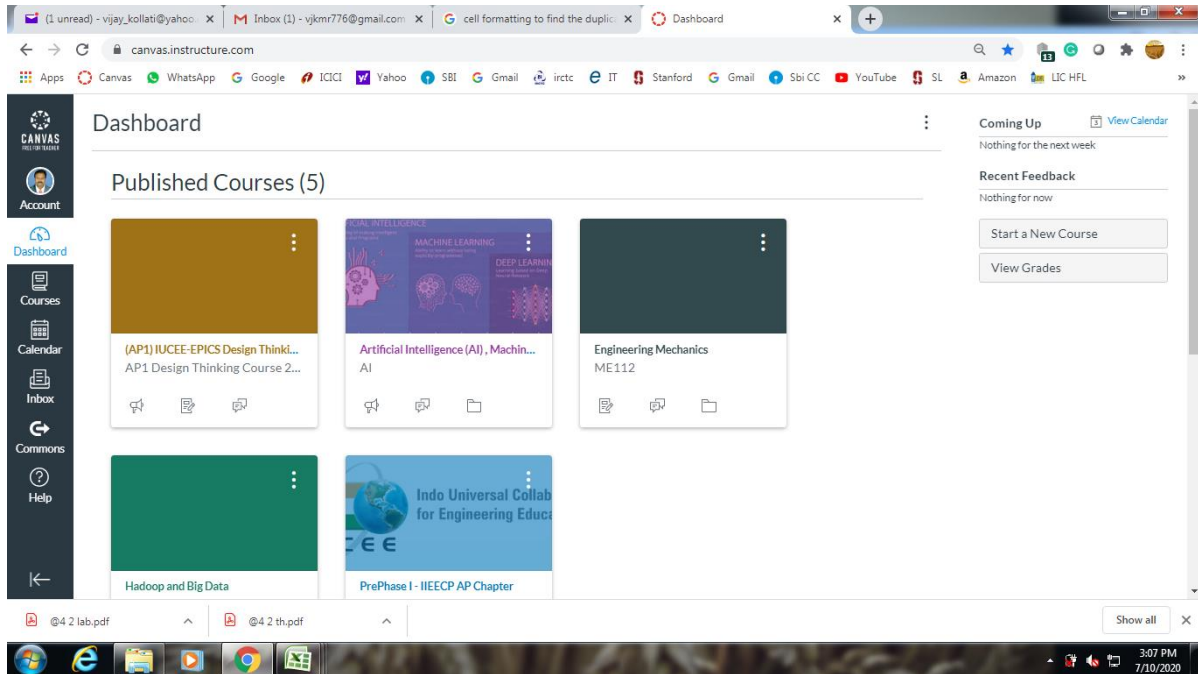 (1 unread) - vijay_kollati@yahoo.
Inbox (1) - vjkmr776@gmail.com
cell formatting to find the duplic
Dashboard
canvas.instructure.com
13
Apps Canvas WhatsApp Google ICICI Yahoo SBI Gmail irctc IT Stanford Gmail Sbi CC YouTube SL Amazon LIC HFL
CANVAS
FREE FOR TEACHER
Account
Dashboard
Courses
Calendar
Inbox
Commons
Help
Dashboard
Published Courses (5)
(AP1) IUCEE-EPICS Design Thinki...
AP1 Design Thinking Course 2...
MACHINE LEARNING
DEEP LEARNIN
Artificial Intelligence (AI) , Machin...
AI
Engineering Mechanics
ME112
Hadoop and Big Data
Indo Universal Collab
for Engineering Educa
C E E
PrePhase I - IIEECP AP Chapter
Coming Up
3 View Calendar
Nothing for the next week
Recent Feedback
Nothing for now
Start a New Course
View Grades
@4 2 lab.pdf
@4 2 th.pdf
Show all
3:07 PM
7/10/2020